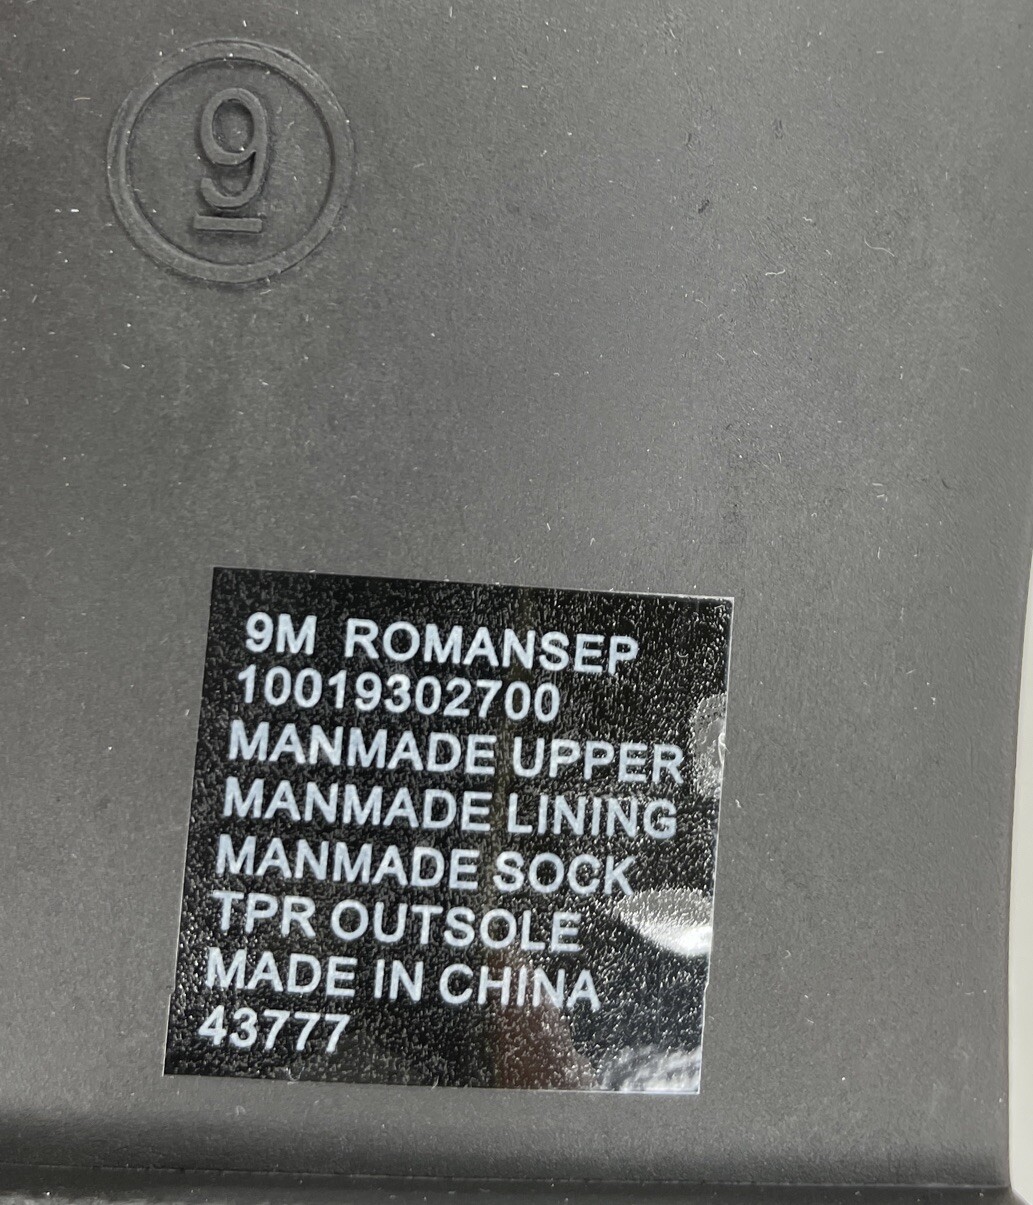 9
9M ROMANSEP
10019302700
MANMADE UPPER
MANMADE LINING
MANMADE SOCK
TPR OUTSOLE
MADE IN CHINA
43777